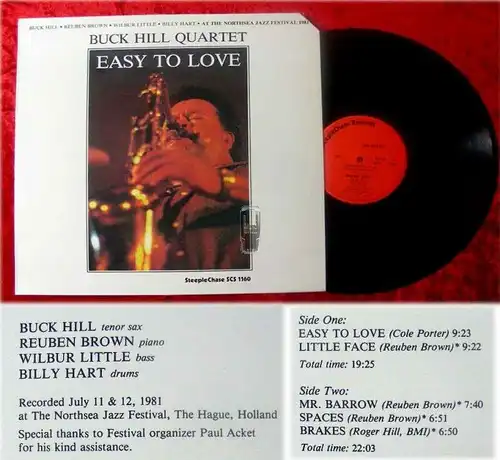 BUCK HILL • REUBEN BROWN • WILBUR LITTLE • BILLY HART • AT THE NORTHSEA JAZZ FESTIVAL, 1981
BUCK HILL QUARTET
EASY TO LOVE
SteepleChase SCS 1160
BUCK HILL tenor sax
REUBEN BROWN piano
WILBUR LITTLE bass
BILLY HART drums
Recorded July 11 & 12, 1981
at The Northsea Jazz Festival, The Hague, Holland
Special thanks to Festival organizer Paul Acket
for his kind assistance.
Side One:
EASY TO LOVE (Cole Porter) 9:23
LITTLE FACE (Reuben Brown)* 9:22
Total time: 19:25
Side Two:
MR. BARROW (Reuben Brown)* 7:40
SPACES (Reuben Brown)* 6:51
BRAKES (Roger Hill, BMI)* 6:50
Total time: 22:03